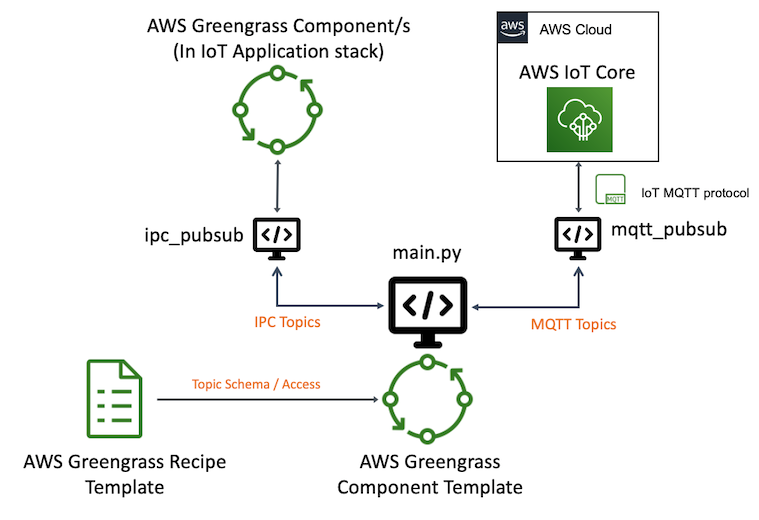 AWS Greengrass Component/s
(In IoT Application stack)
aws
AWS Cloud
AWS IoT Core
MQTT
IoT MQTT protocol
ipc_pubsub
</>
</>
mqtt_pubsub
main.py
</>
IPC Topics
MQTT Topics
Topic Schema / Access
AWS Greengrass Recipe
Template
AWS Greengrass
Component Template